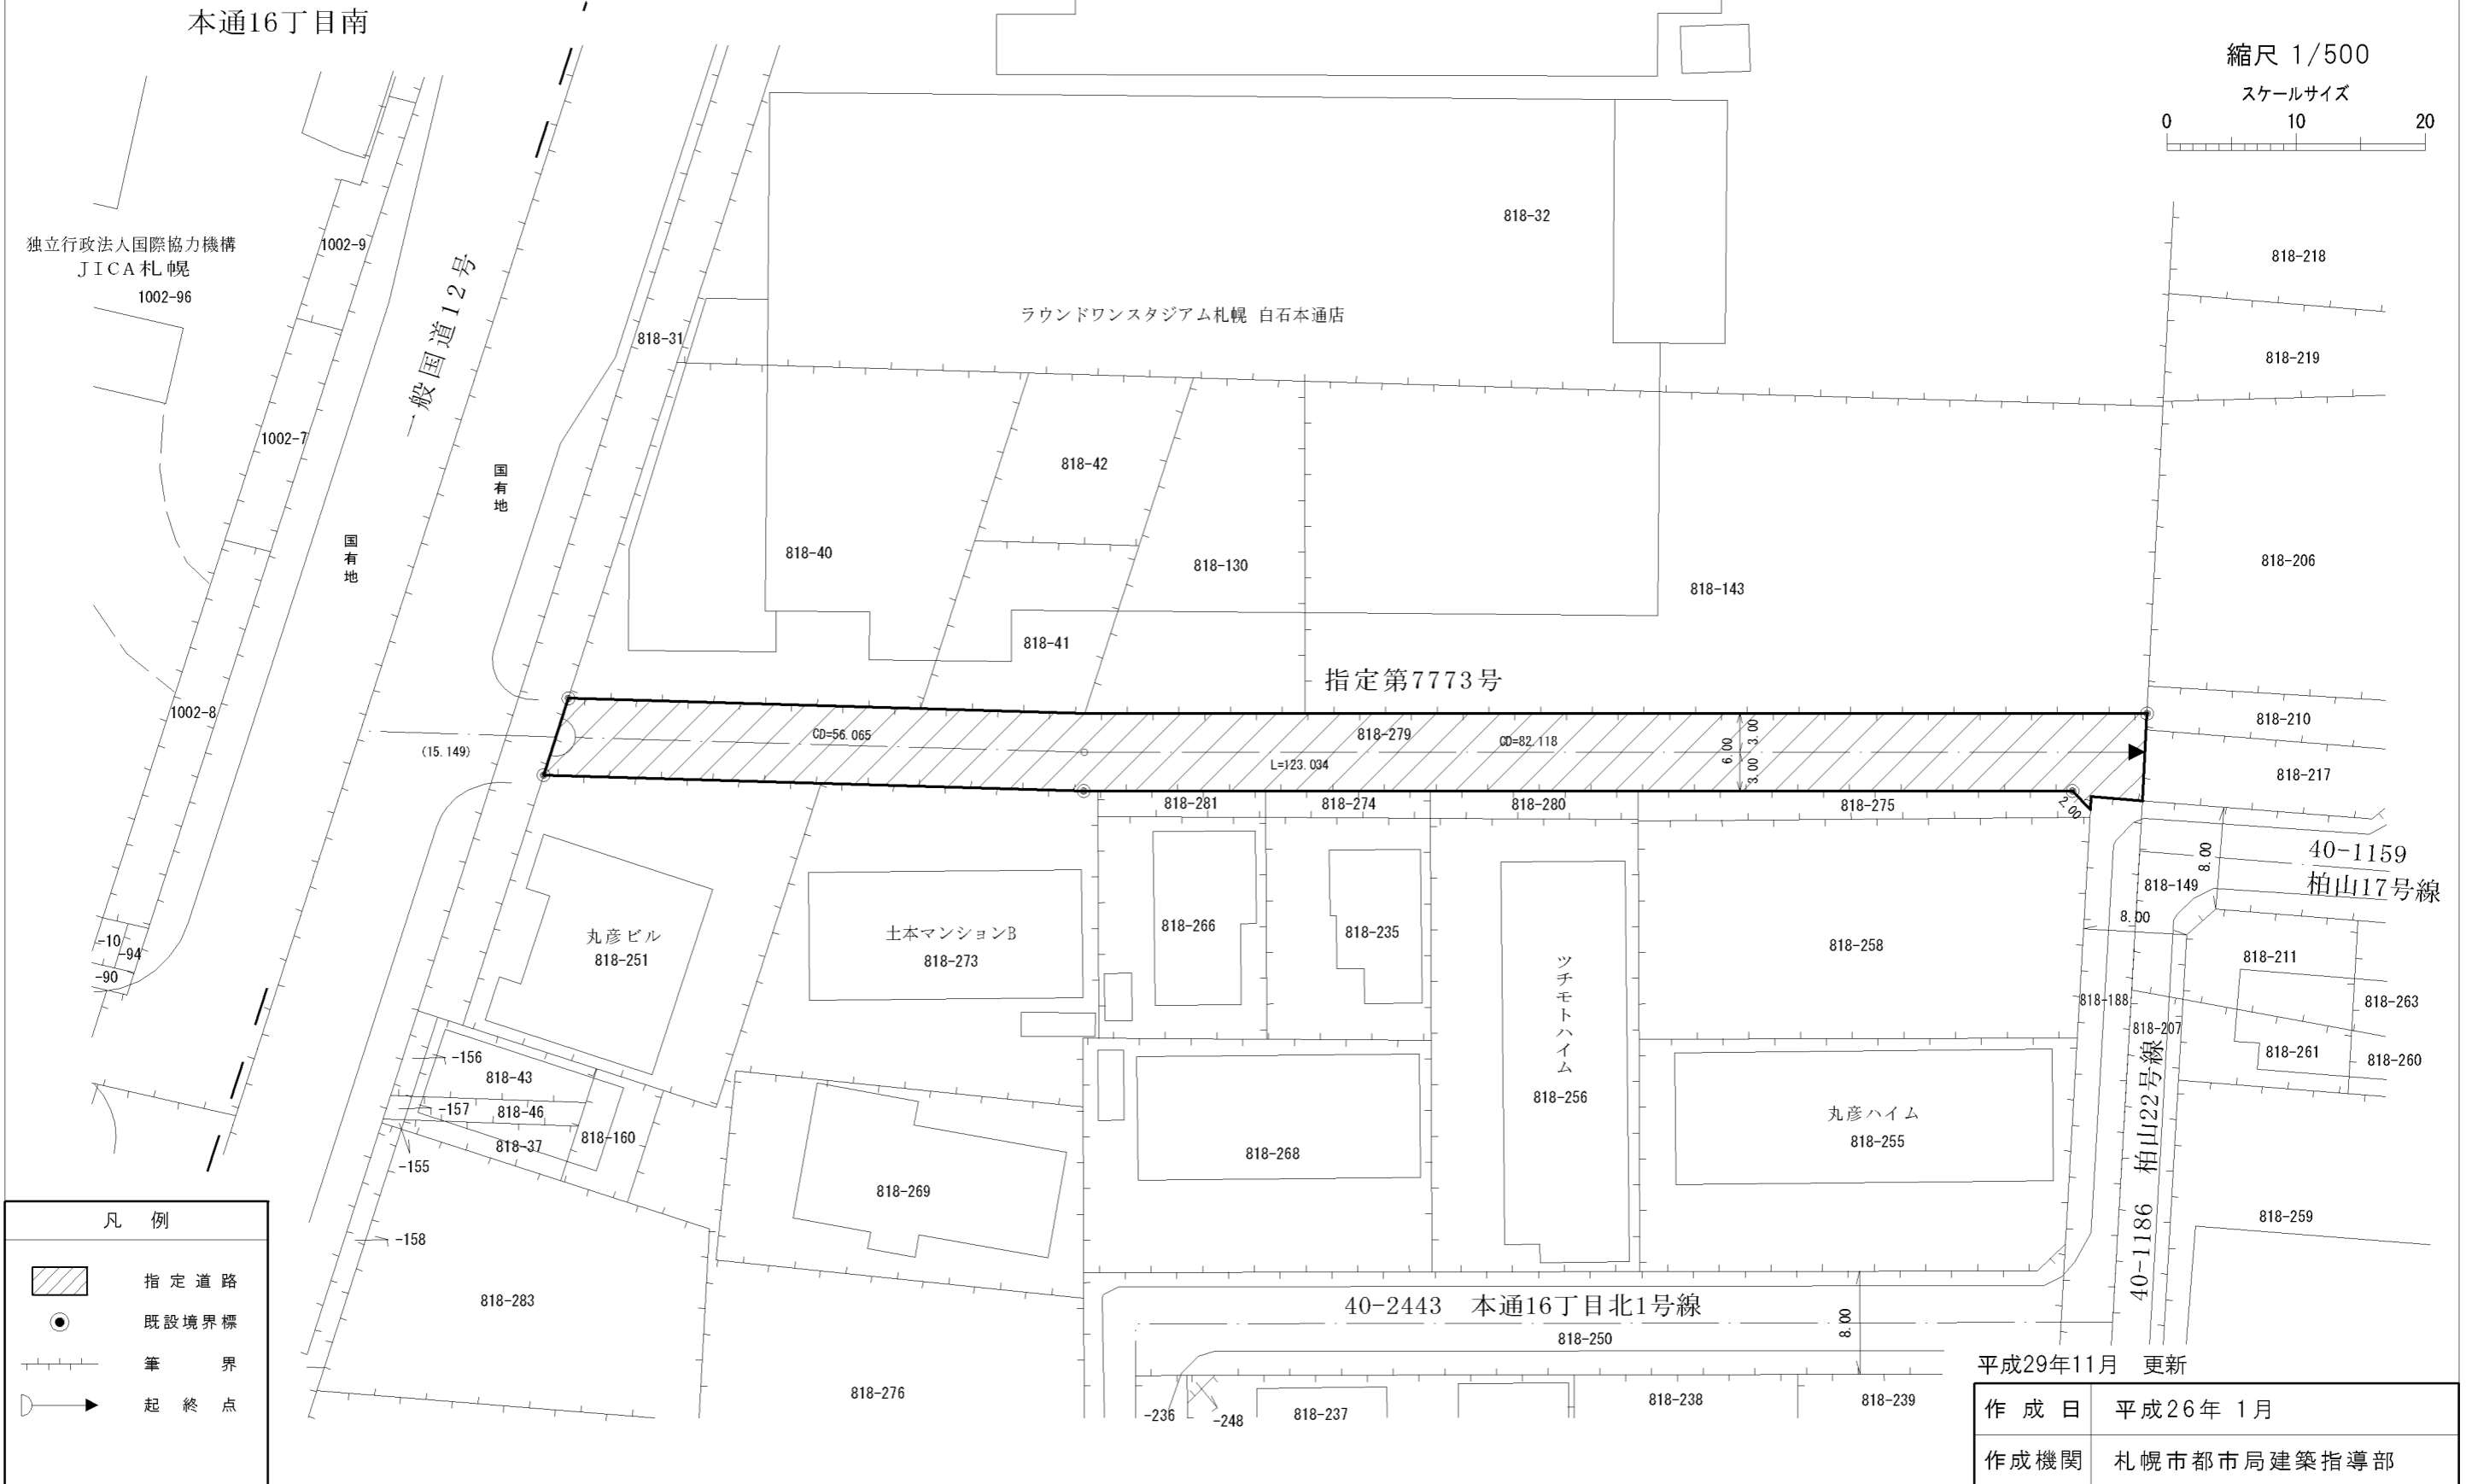 本通16丁目南
縮尺 1/500
スケールサイズ
0 10 20
818-32
818-218
独立行政法人国際協力機構
JICA札幌
1002-96
1002-9
一般国道12号
ラウンドワンスタジアム札幌 白石本通店
818-31
818-219
1002-7
国有地
国有地
818-42
818-40
818-130
818-143
818-206
818-41
指定第7773号
1002-8
(15.149)
CD=56.065
818-279
CD=82.118
L=123.034
6.00
3.00 3.00
818-210
818-217
818-281
818-274
818-280
818-275
2.00
8.00
40-1159
柏山17号線
818-149
8.00
-10
-94
-90
丸彦ビル
818-251
土本マンションB
818-273
818-266
818-235
ツチモトハイム
818-256
818-258
818-211
818-188
818-263
818-207
818-261
818-260
-156
818-43
-157
818-46
818-37
818-160
-155
-158
818-269
818-268
丸彦ハイム
818-255
40-1186 柏山22号線
818-259
818-283
40-2443 本通16丁目北1号線
818-250
8.00
818-276
-236
-248
818-237
818-238
818-239
凡 例
指定道路
既設境界標
筆 界
起 終 点
平成29年11月 更新
作 成 日 平成26年 1月
作成機関 札幌市都市局建築指導部